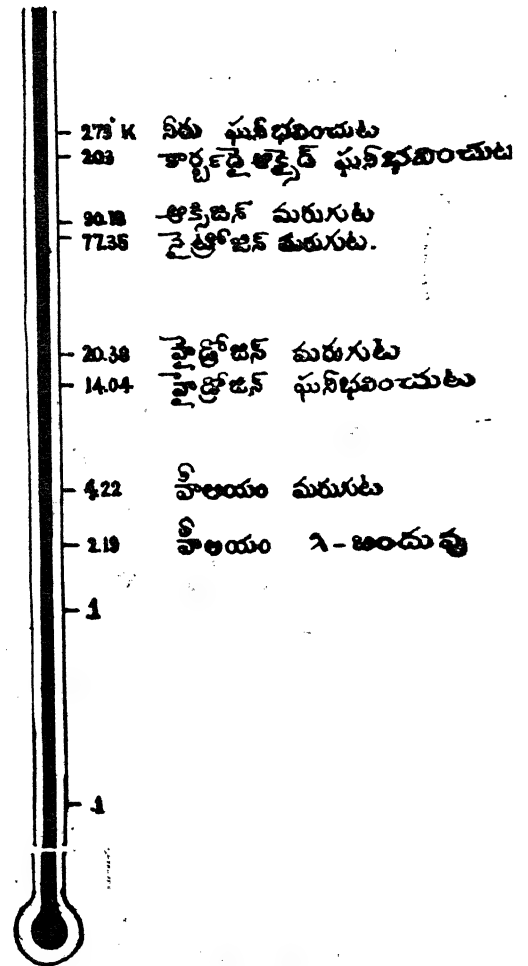 273° K నీరు ఘనీభవించుట
203 కార్బండై ఆక్సైడ్ ఘనీభవించుట
90.18 ఆక్సిజన్ మరుగుట
77.35 నైట్రోజన్ మరుగుట.
20.38 హైడ్రోజన్ మరుగుట
14.04 హైడ్రోజన్ ఘనీభవించుట
4.22 హీలియం మరుగుట
2.19 హీలియం λ-బిందువు
1
.1